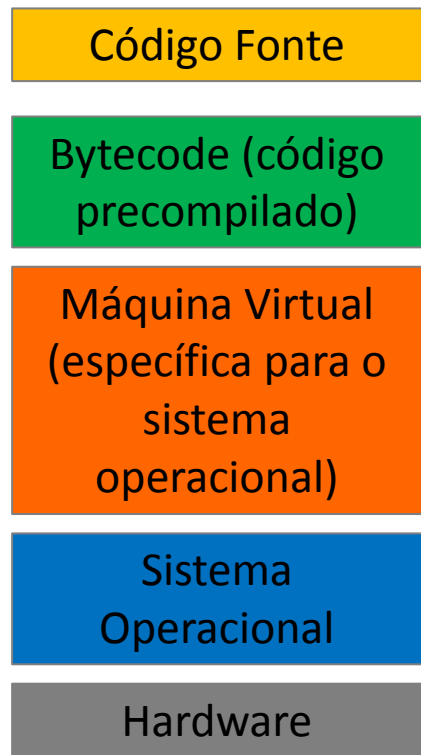 Código Fonte
Bytecode (código
precompilado)
Máquina Virtual
(específica para o
sistema
operacional)
Sistema
Operacional
Hardware